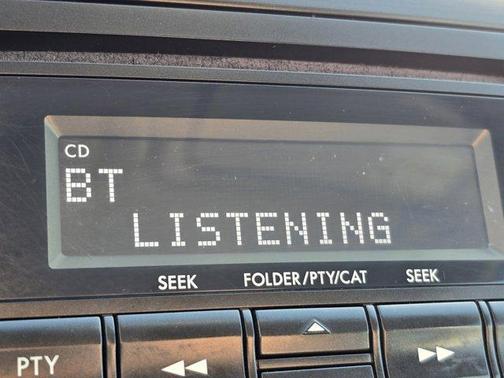 CD
BT
LISTENING
SEEK FOLDER/PTY/CAT SEEK
PTY